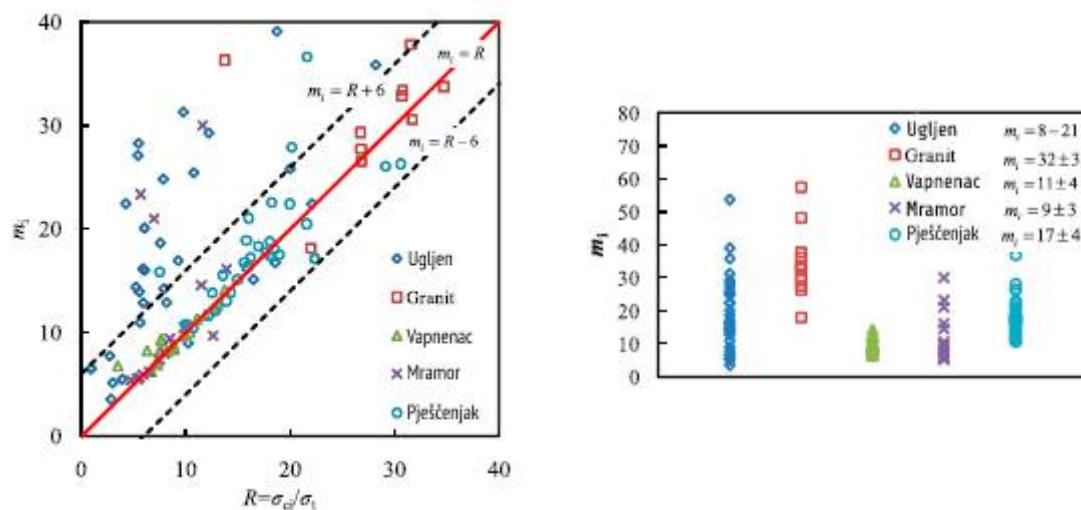 40
30
20
10
0
m_i
m_i = R + 6
m_i = R
m_i = R − 6
Ugljen
Granit
Vapnenac
Mramor
Pješčenjak
0 10 20 30 40
R=σ_ci/σ_t
80
70
60
50
40
30
20
10
0
m_i
Ugljen m_i = 8−21
Granit m_i = 32±3
Vapnenac m_i = 11±4
Mramor m_i = 9±3
Pješčenjak m_i = 17±4